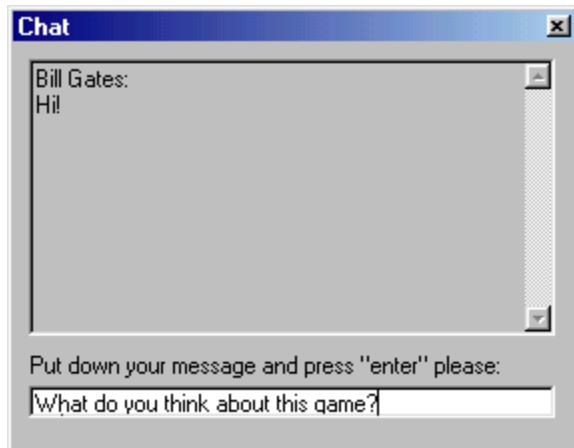 Chat
Bill Gates:
Hi!
Put down your message and press "enter" please:
What do you think about this game?